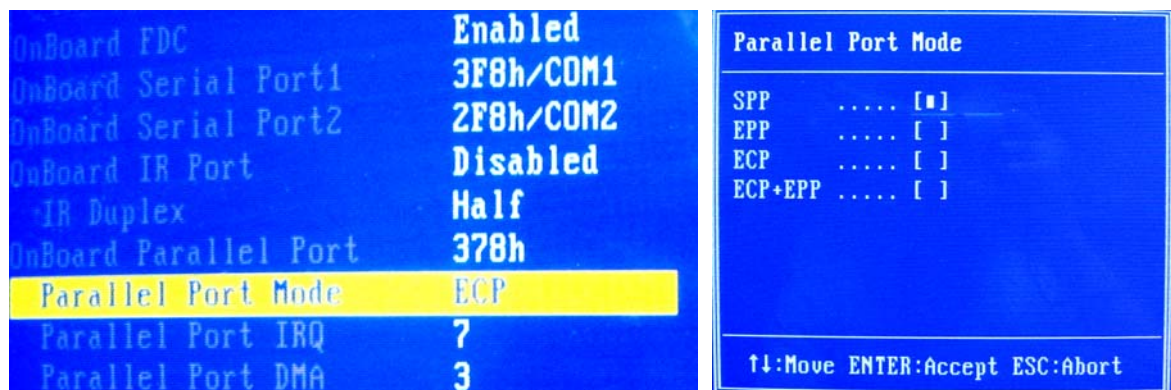 OnBoard FDC Enabled
OnBoard Serial Port1 3F8h/COM1
OnBoard Serial Port2 2F8h/COM2
OnBoard IR Port Disabled
IR Duplex Half
OnBoard Parallel Port 378h
Parallel Port Mode ECP
Parallel Port IRQ 7
Parallel Port DMA 3
Parallel Port Mode
SPP ..... [∎]
EPP ..... [ ]
ECP ..... [ ]
ECP+EPP ..... [ ]
↑↓:Move ENTER:Accept ESC:Abort